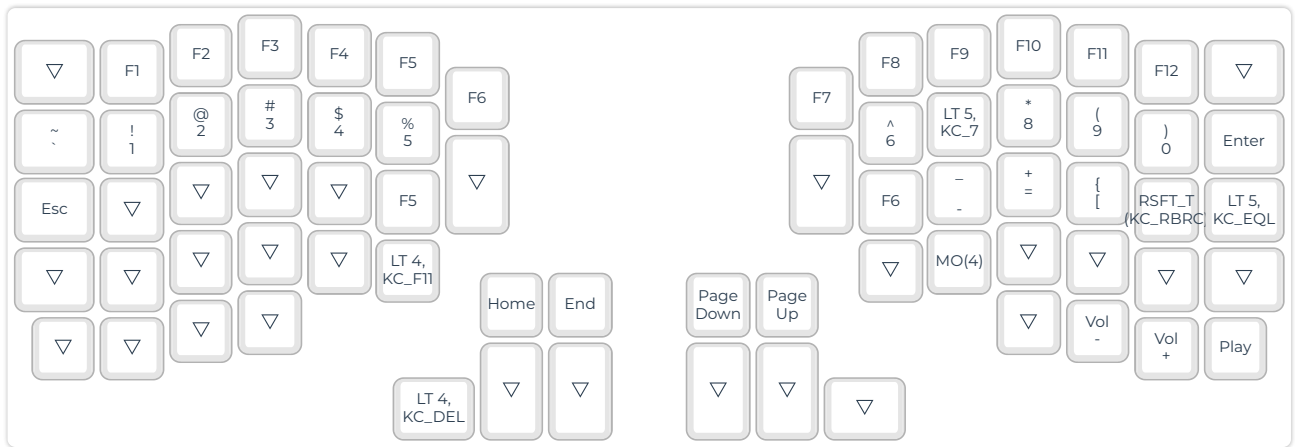 F1
F2
F3
F4
F5
F6
~
`
!
1
@
2
#
3
$
4
%
5
Esc
F5
LT 4,
KC_F11
Home
End
LT 4,
KC_DEL
F7
F8
F9
F10
F11
F12
^
6
LT 5,
KC_7
*
8
(
9
)
0
Enter
F6
_
-
+
=
{
[
RSFT_T
(KC_RBRC)
LT 5,
KC_EQL
MO(4)
Page
Down
Page
Up
Vol
-
Vol
+
Play